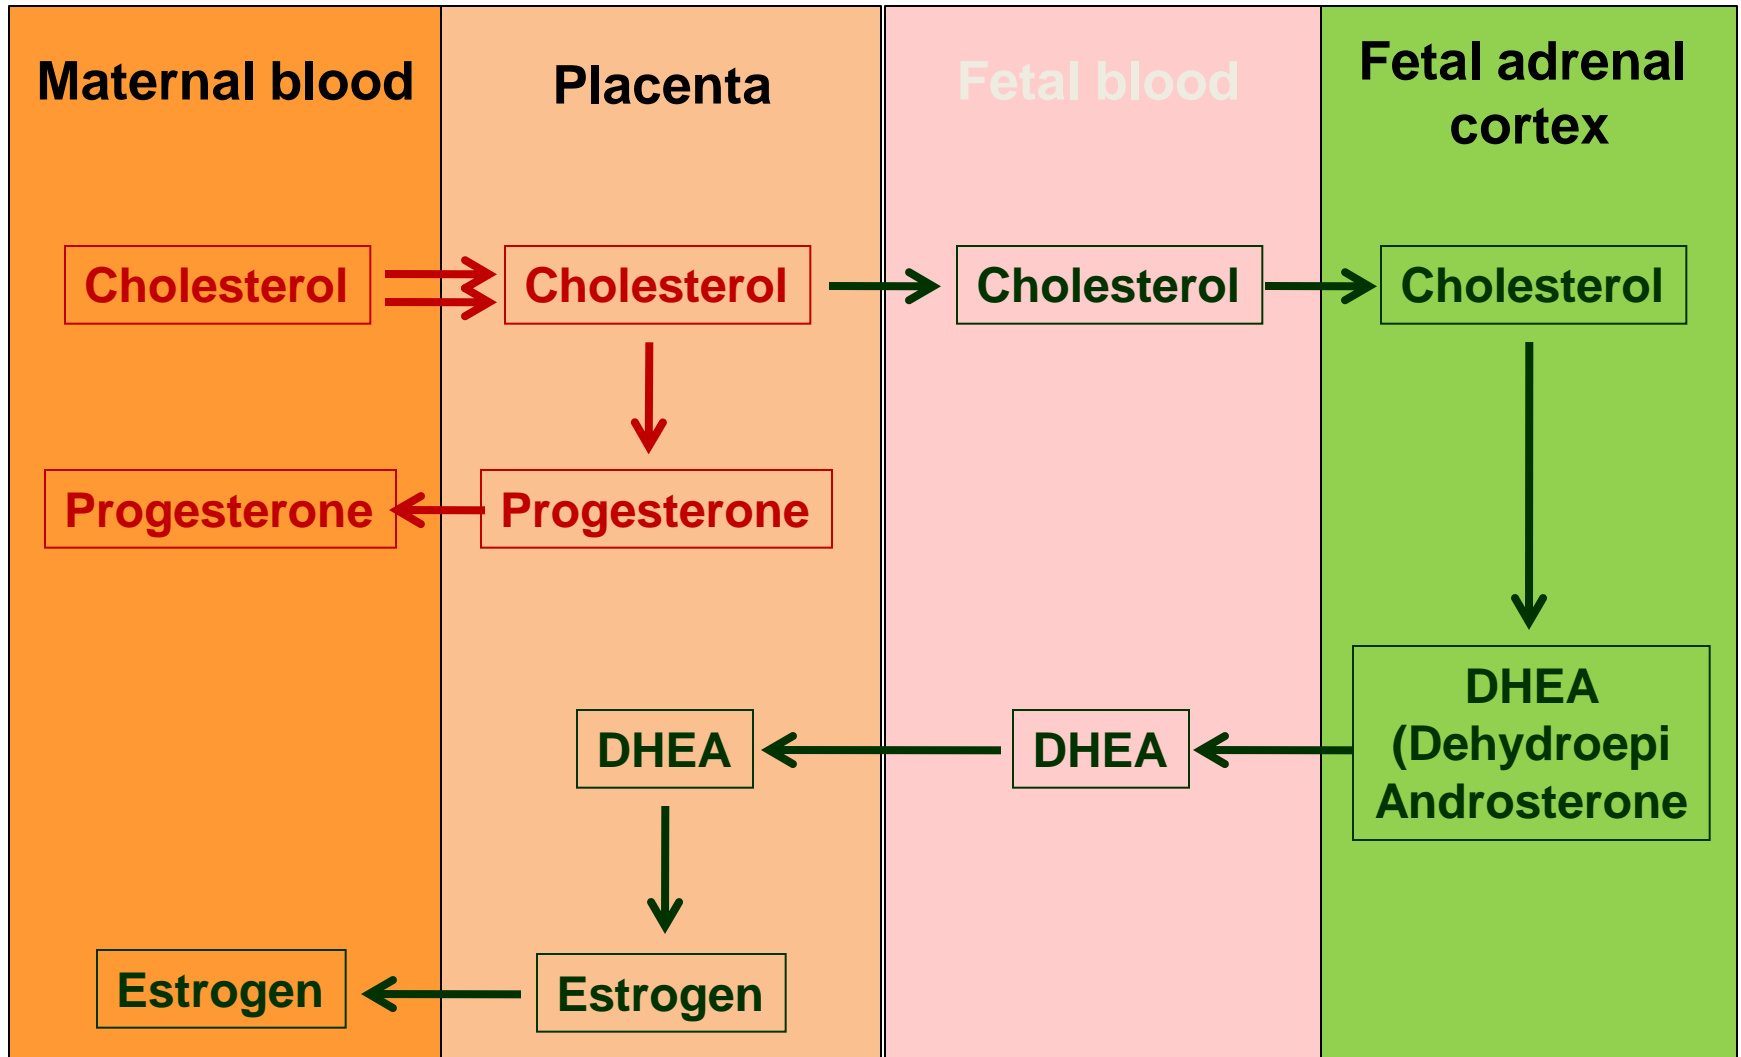 Maternal blood
Placenta
Fetal blood
Fetal adrenal
cortex
Cholesterol
Cholesterol
Cholesterol
Cholesterol
Progesterone
Progesterone
DHEA
DHEA
DHEA
(Dehydroepi
Androsterone
Estrogen
Estrogen